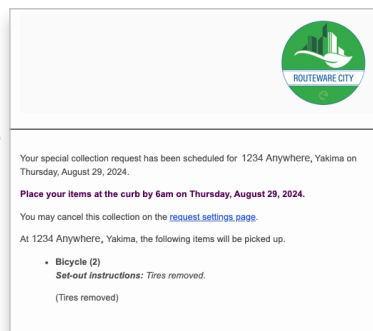 ROUTEWARE CITY
Your special collection request has been scheduled for 1234 Anywhere, Yakima on
Thursday, August 29, 2024.
Place your items at the curb by 6am on Thursday, August 29, 2024.
You may cancel this collection on the request settings page.
At 1234 Anywhere, Yakima, the following items will be picked up.
• Bicycle (2)
Set-out instructions: Tires removed.
(Tires removed)